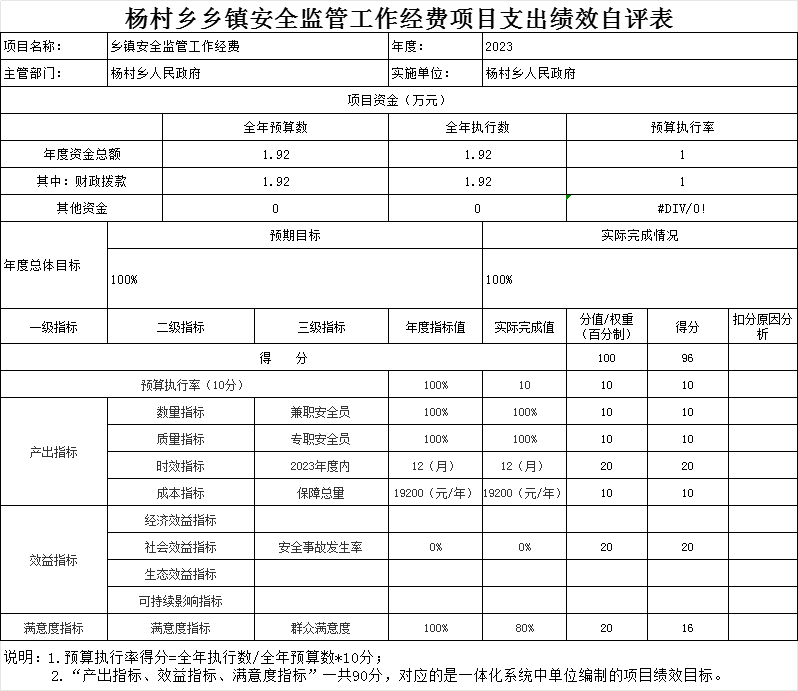 杨村乡乡镇安全监管工作经费项目支出绩效自评表
项目名称： 乡镇安全监管工作经费 年度： 2023
主管部门： 杨村乡人民政府 实施单位： 杨村乡人民政府
项目资金（万元）
全年预算数 全年执行数 预算执行率
年度资金总额 1.92 1.92 1
其中：财政拨款 1.92 1.92 1
其他资金 0 0 #DIV/0!
年度总体目标 预期目标 实际完成情况
100% 100%
一级指标 二级指标 三级指标 年度指标值 实际完成值 分值/权重（百分制） 得分 扣分原因分析
得 分 100 96
预算执行率（10分） 100% 10 10 10
产出指标 数量指标 兼职安全员 100% 100% 10 10
质量指标 专职安全员 100% 100% 10 10
时效指标 2023年度内 12（月） 12（月） 20 20
成本指标 保障总量 19200（元/年） 19200（元/年） 10 10
效益指标 经济效益指标
社会效益指标 安全事故发生率 0% 0% 20 20
生态效益指标
可持续影响指标
满意度指标 满意度指标 群众满意度 100% 80% 20 16
说明：1.预算执行率得分=全年执行数/全年预算数*10分；
2.“产出指标、效益指标、满意度指标”一共90分，对应的是一体化系统中单位编制的项目绩效目标。